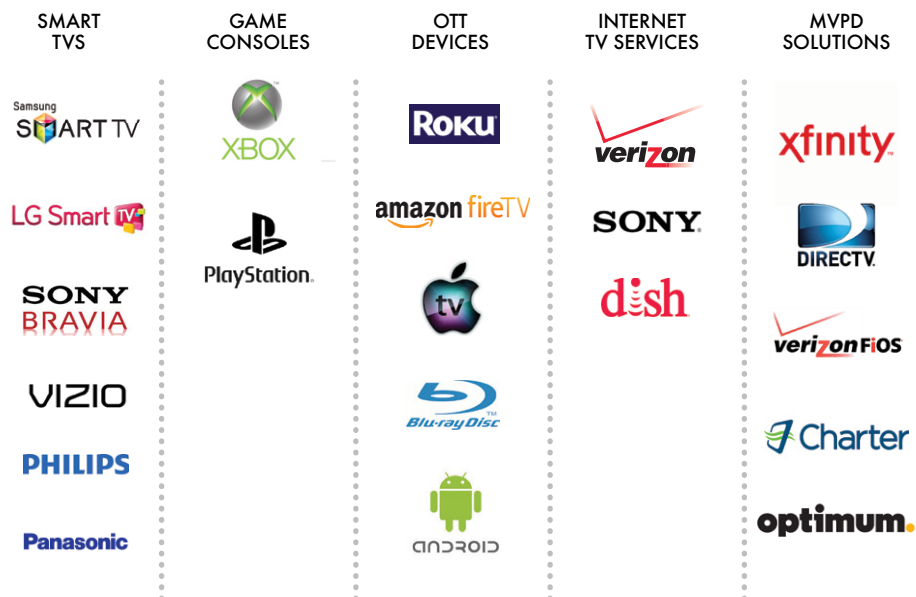 SMART
TVS
GAME
CONSOLES
OTT
DEVICES
INTERNET
TV SERVICES
MVPD
SOLUTIONS
Samsung
SMART TV
LG Smart TV
SONY
BRAVIA
VIZIO
PHILIPS
Panasonic
XBOX
PlayStation
Roku
amazon fireTV
tv
Blu-ray Disc™
ANDROID
verizon
SONY
dish
xfinity™
DIRECTV
verizon FiOS
Charter
optimum.